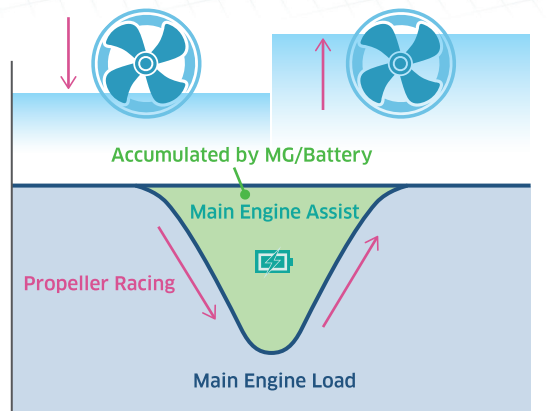 Accumulated by MG/Battery
Main Engine Assist
Propeller Racing
Main Engine Load